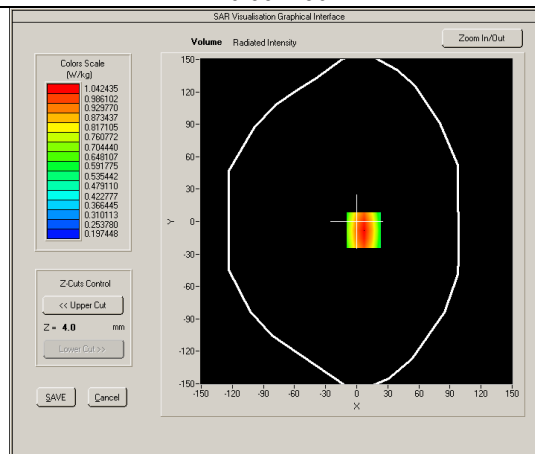 SAR Visualisation Graphical Interface
Volume Radiated Intensity
Zoom In/Out
Colors Scale
(W/kg)
1.042435
0.986102
0.929770
0.873437
0.817105
0.760772
0.704440
0.648107
0.591775
0.535442
0.479110
0.422777
0.366445
0.310113
0.253780
0.197448
Z-Cuts Control
<< Upper Cut
Z = 4.0 mm
Lower Cut >>
SAVE Cancel
150-
120-
90-
60-
30-
0-
-30-
-60-
-90-
-120-
-150-
Y
-150 -120 -90 -60 -30 0 30 60 90 120 150
X